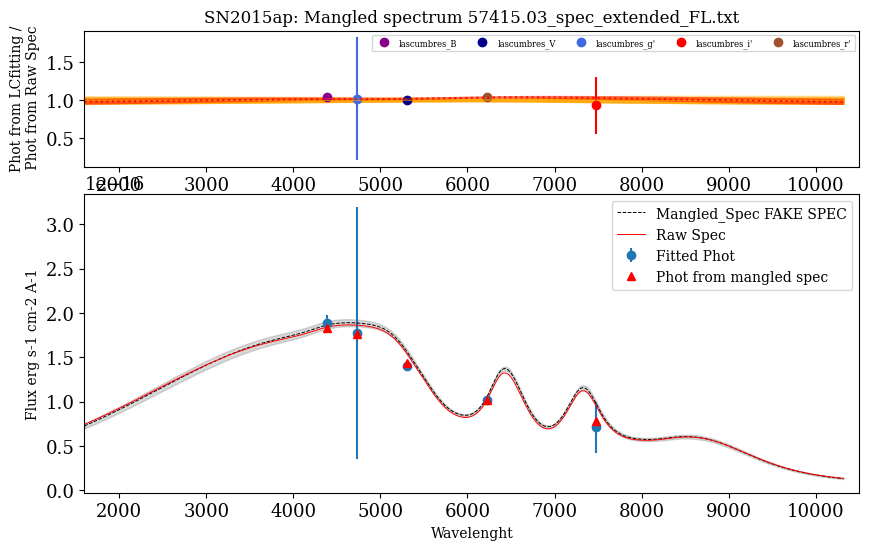 SN2015ap: Mangled spectrum 57415.03_spec_extended_FL.txt
Phot from LCfitting /
Phot from Raw Spec
lascumbres_B lascumbres_V lascumbres_g' lascumbres_i' lascumbres_r'
1.5
1.0
0.5
2000 3000 4000 5000 6000 7000 8000 9000 10000
1e−16
Flux erg s-1 cm-2 A-1
Mangled_Spec FAKE SPEC
Raw Spec
Fitted Phot
Phot from mangled spec
3.0
2.5
2.0
1.5
1.0
0.5
0.0
2000 3000 4000 5000 6000 7000 8000 9000 10000
Wavelenght